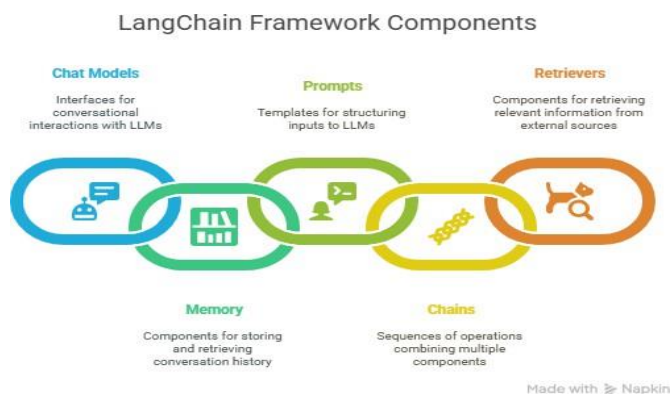 LangChain Framework Components
Chat Models
Interfaces for
conversational
interactions with LLMs
Prompts
Templates for structuring
inputs to LLMs
Retrievers
Components for retrieving
relevant information from
external sources
Memory
Components for storing
and retrieving
conversation history
Chains
Sequences of operations
combining multiple
components
Made with Napkin